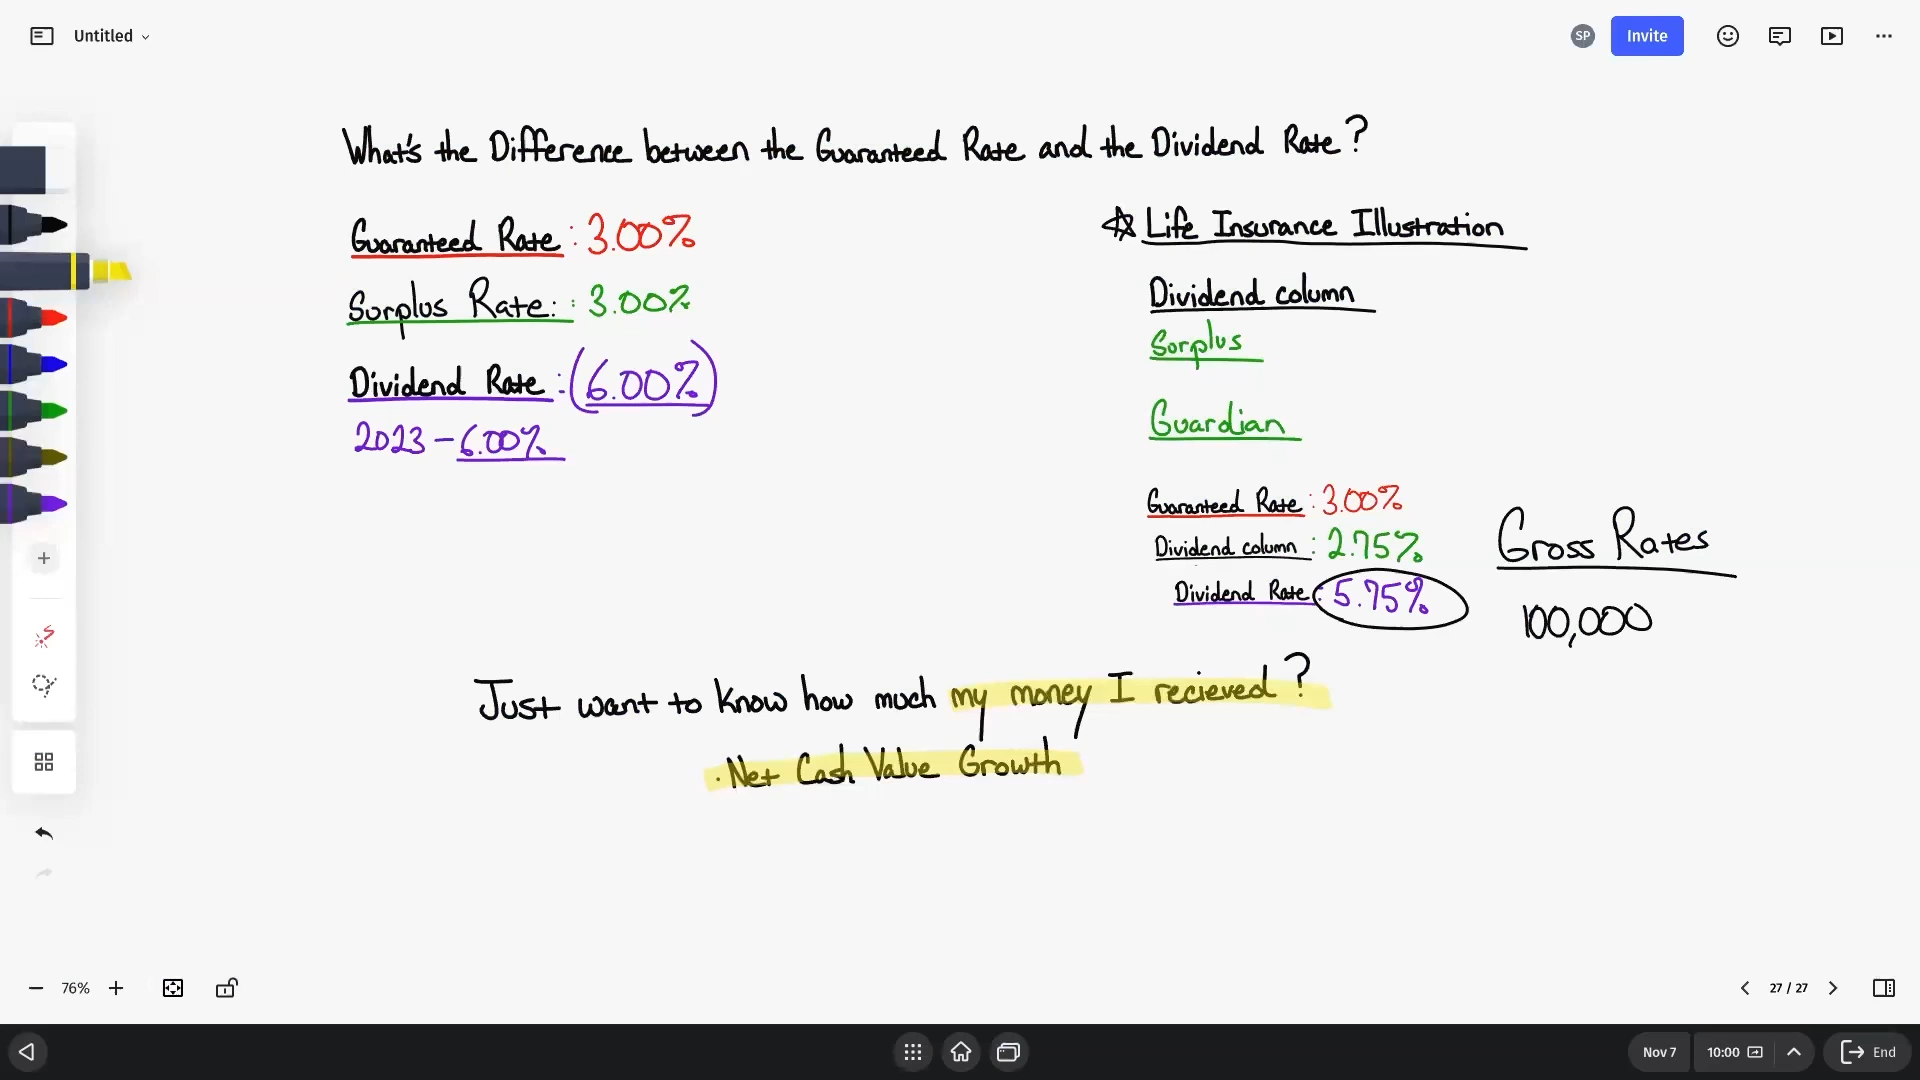 Untitled
SP
Invite
What's the Difference between the Guaranteed Rate and the Dividend Rate?
Guaranteed Rate : 3.00%
Surplus Rate: : 3.00%
Dividend Rate : (6.00%)
2023 - 6.00%
☆ Life Insurance Illustration
Dividend column
Surplus
Guardian
Guaranteed Rate : 3.00%
Dividend column : 2.75%
Dividend Rate : 5.75%
Gross Rates
100,000
Just want to know how much my money I recieved?
· Net Cash Value Growth
76%
27 / 27
Nov 7
10:00
End